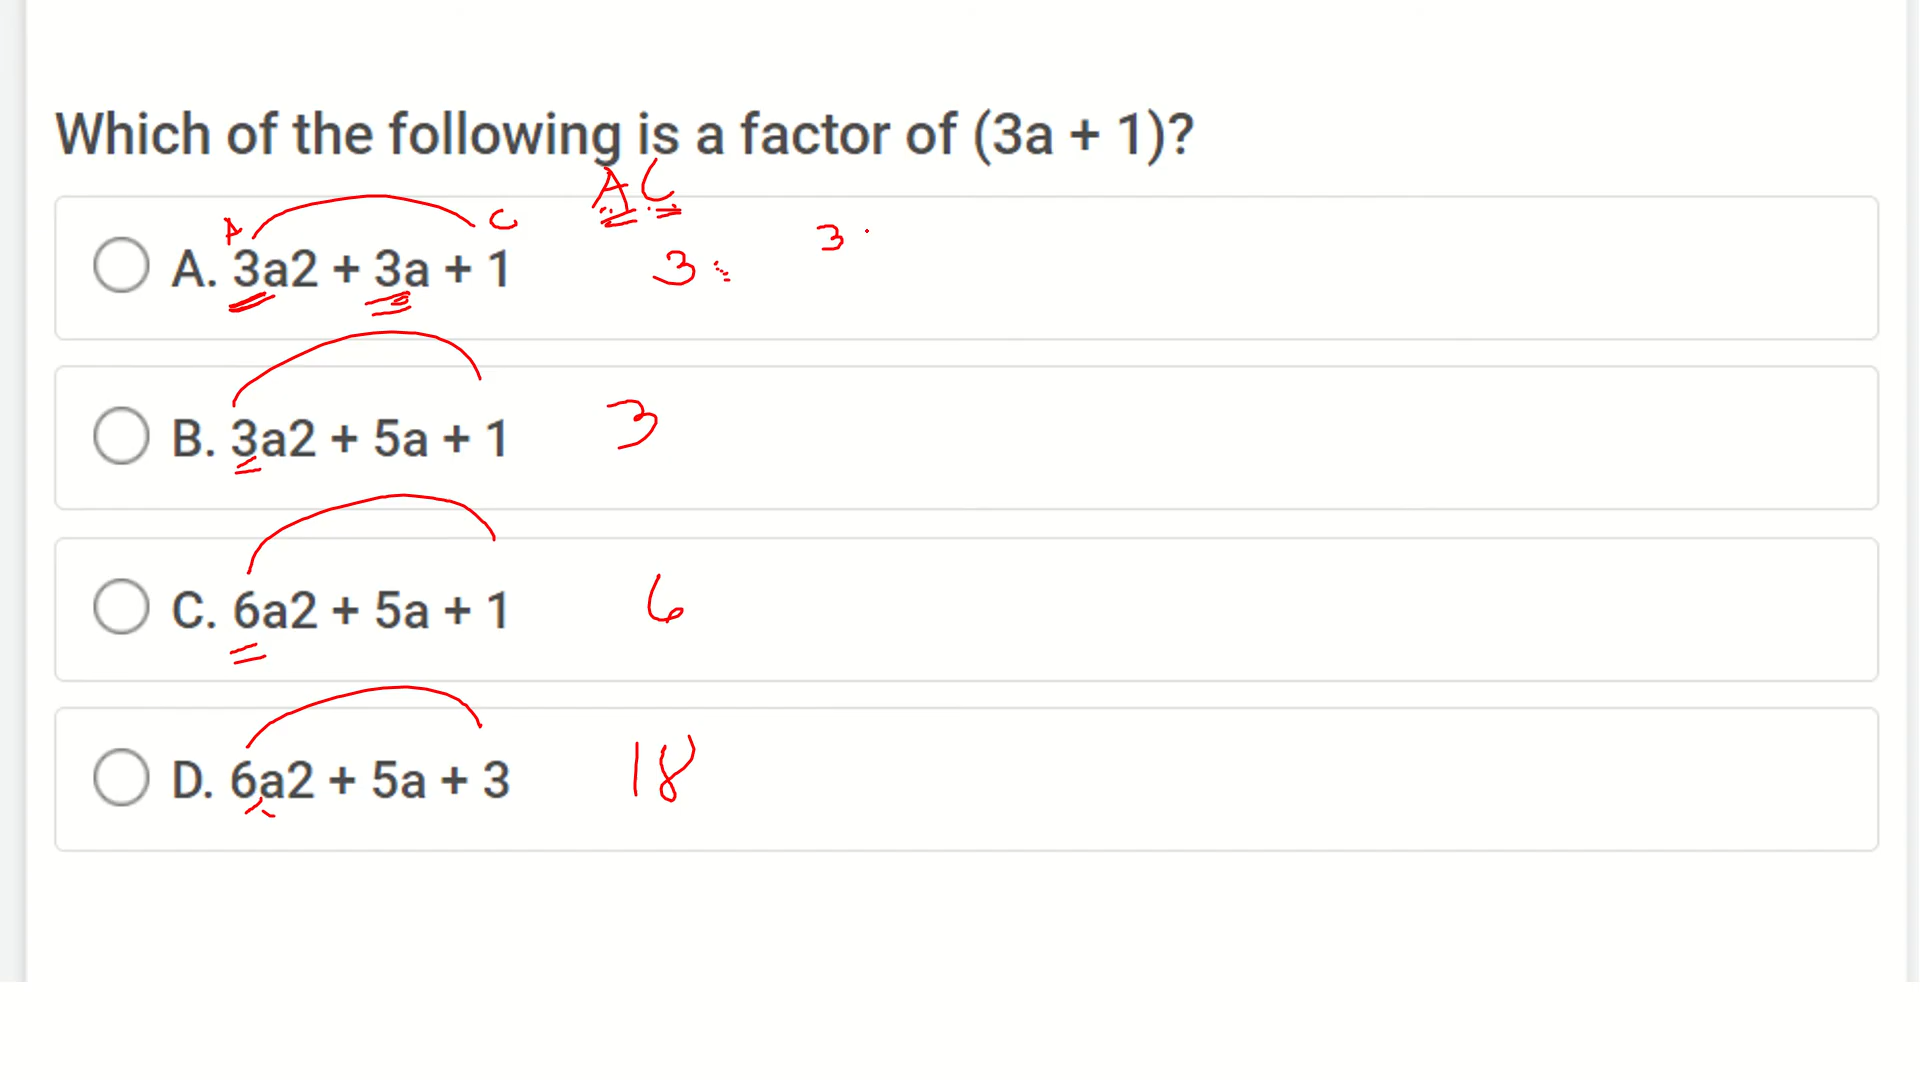 Which of the following is a factor of (3a + 1)?
A C
A C
3 ·
A. 3a2 + 3a + 1 3
B. 3a2 + 5a + 1 3
C. 6a2 + 5a + 1 6
D. 6a2 + 5a + 3 18